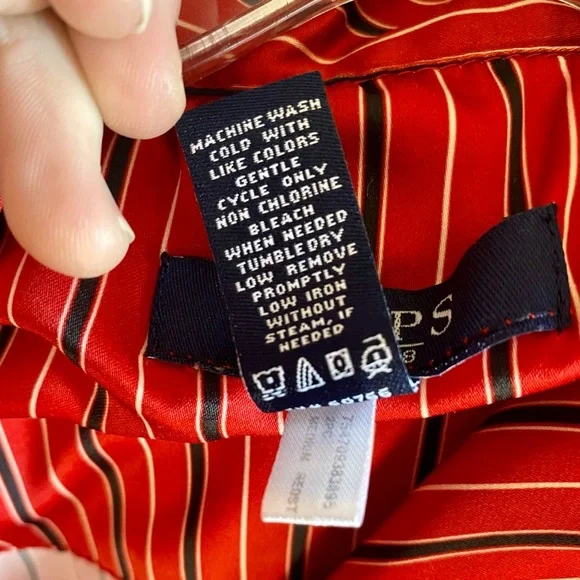 MACHINE WASH
COLD WITH
LIKE COLORS
GENTLE
CYCLE ONLY
NON CHLORINE
BLEACH
WHEN NEEDED
TUMBLE DRY
LOW REMOVE
PROMPTLY
LOW IRON
WITHOUT
STEAM, IF
NEEDED
PS
8